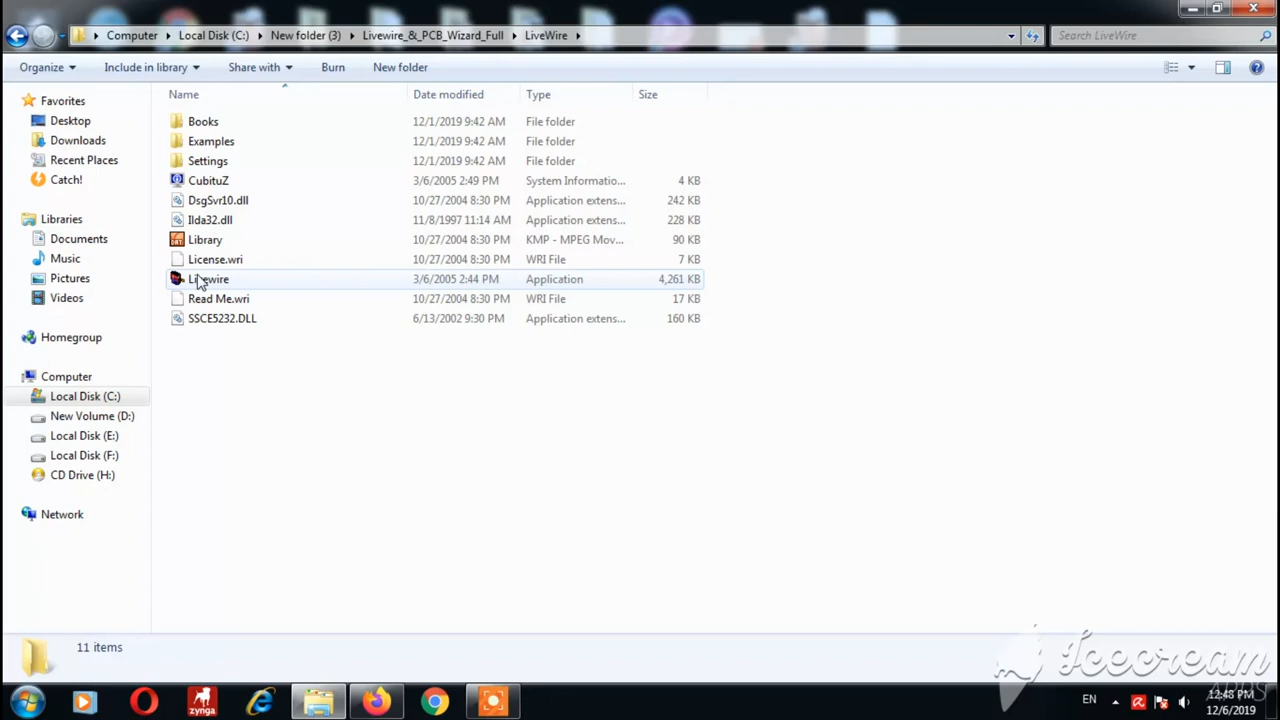 Computer Local Disk (C:) New folder (3) Livewire_&_PCB_Wizard_Full LiveWire Search LiveWire
Organize Include in library Share with Burn New folder
Name Date modified Type Size
Favorites
Desktop
Downloads
Recent Places
Catch!
Libraries
Documents
Music
Pictures
Videos
Homegroup
Computer
Local Disk (C:)
New Volume (D:)
Local Disk (E:)
Local Disk (F:)
CD Drive (H:)
Network
Books 12/1/2019 9:42 AM File folder
Examples 12/1/2019 9:42 AM File folder
Settings 12/1/2019 9:42 AM File folder
CubituZ 3/6/2005 2:49 PM System Informatio... 4 KB
DsgSvr10.dll 10/27/2004 8:30 PM Application extens... 242 KB
Ilda32.dll 11/8/1997 11:14 AM Application extens... 228 KB
Library 10/27/2004 8:30 PM KMP - MPEG Mov... 90 KB
License.wri 10/27/2004 8:30 PM WRI File 7 KB
Livewire 3/6/2005 2:44 PM Application 4,261 KB
Read Me.wri 10/27/2004 8:30 PM WRI File 17 KB
SSCE5232.DLL 6/13/2002 9:30 PM Application extens... 160 KB
11 items
Icecream
APPS
zynga
EN
12:48 PM
12/6/2019